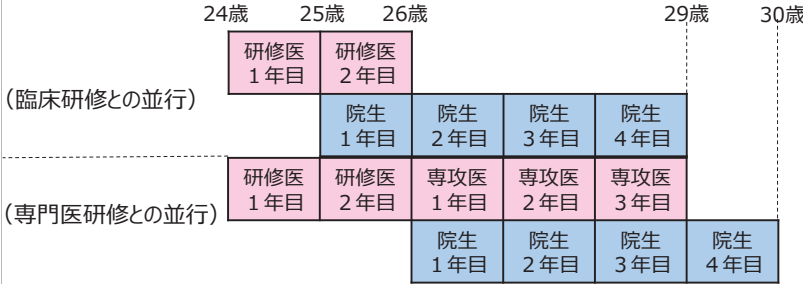 24歳 25歳 26歳 29歳 30歳
研修医 研修医
1年目 2年目
(臨床研修との並行)
院生 院生 院生 院生
1年目 2年目 3年目 4年目
研修医 研修医 専攻医 専攻医 専攻医
1年目 2年目 1年目 2年目 3年目
(専門医研修との並行)
院生 院生 院生 院生
1年目 2年目 3年目 4年目